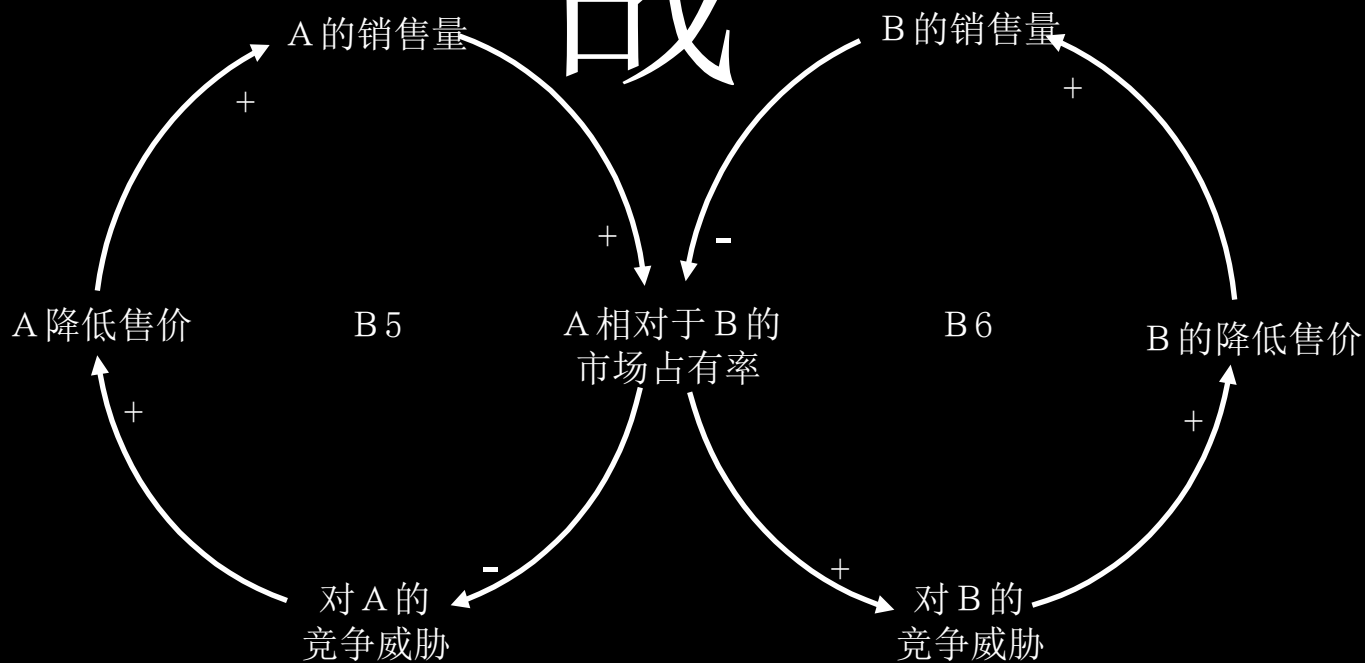 A的销售量
B的销售量
+
+
+
-
A降低售价
B5
A相对于B的
市场占有率
B6
B的降低售价
+
+
-
+
对A的
竞争威胁
对B的
竞争威胁